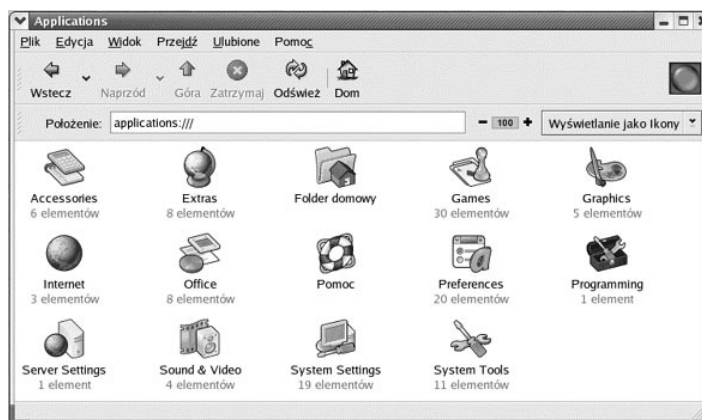 Applications
Plik Edycja Widok Przejdź Ulubione Pomoc
Wstecz Naprzód Góra Zatrzymaj Odśwież Dom
Położenie: applications:/// 100 Wyświetlanie jako Ikony
Accessories Extras Folder domowy Games Graphics
6 elementów 8 elementów 30 elementów 5 elementów
Internet Office Pomoc Preferences Programming
3 elementów 8 elementów 20 elementów 1 element
Server Settings Sound & Video System Settings System Tools
1 element 4 elementów 19 elementów 11 elementów